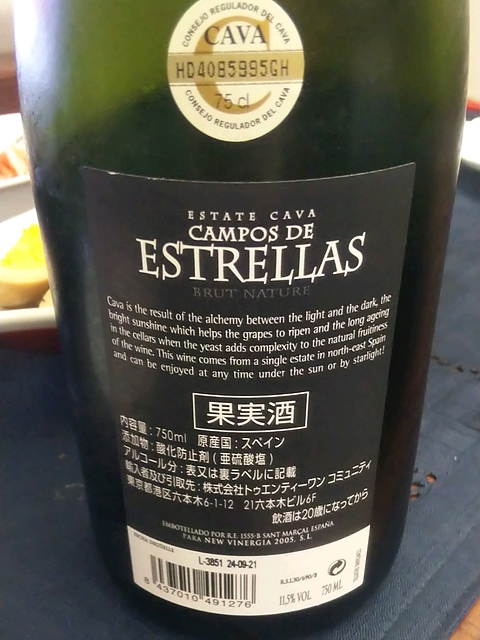 CONSEJO REGULADOR DEL CAVA
CAVA
HD4085995GH
75 cl
CONSEJO REGULADOR DEL CAVA
ESTATE CAVA
CAMPOS DE
ESTRELLAS
BRUT NATURE
Cava is the result of the alchemy between the light and the dark, the
bright sunshine which helps the grapes to ripen and the long ageing
in the cellars when the yeast adds complexity to the natural fruitiness
of the wine. This wine comes from a single estate in north-east Spain
and can be enjoyed at any time under the sun or by starlight!
果実酒
内容量：750ml 原産国：スペイン
添加物：酸化防止剤（亜硫酸塩）
アルコール分：表又は裏ラベルに記載
輸入者及び引取先：株式会社トゥエンティーワン コミュニティ
東京都港区六本木6-1-12 21六本木ビル6F
飲酒は20歳になってから
EMBOTELLADO POR R.E. 1555-B SANT MARÇAL ESPAÑA
PARA NEW VINERGIA 2005, S.L.
L-3851 24-09-21
8 437010 491276
11,5% VOL 750 ML